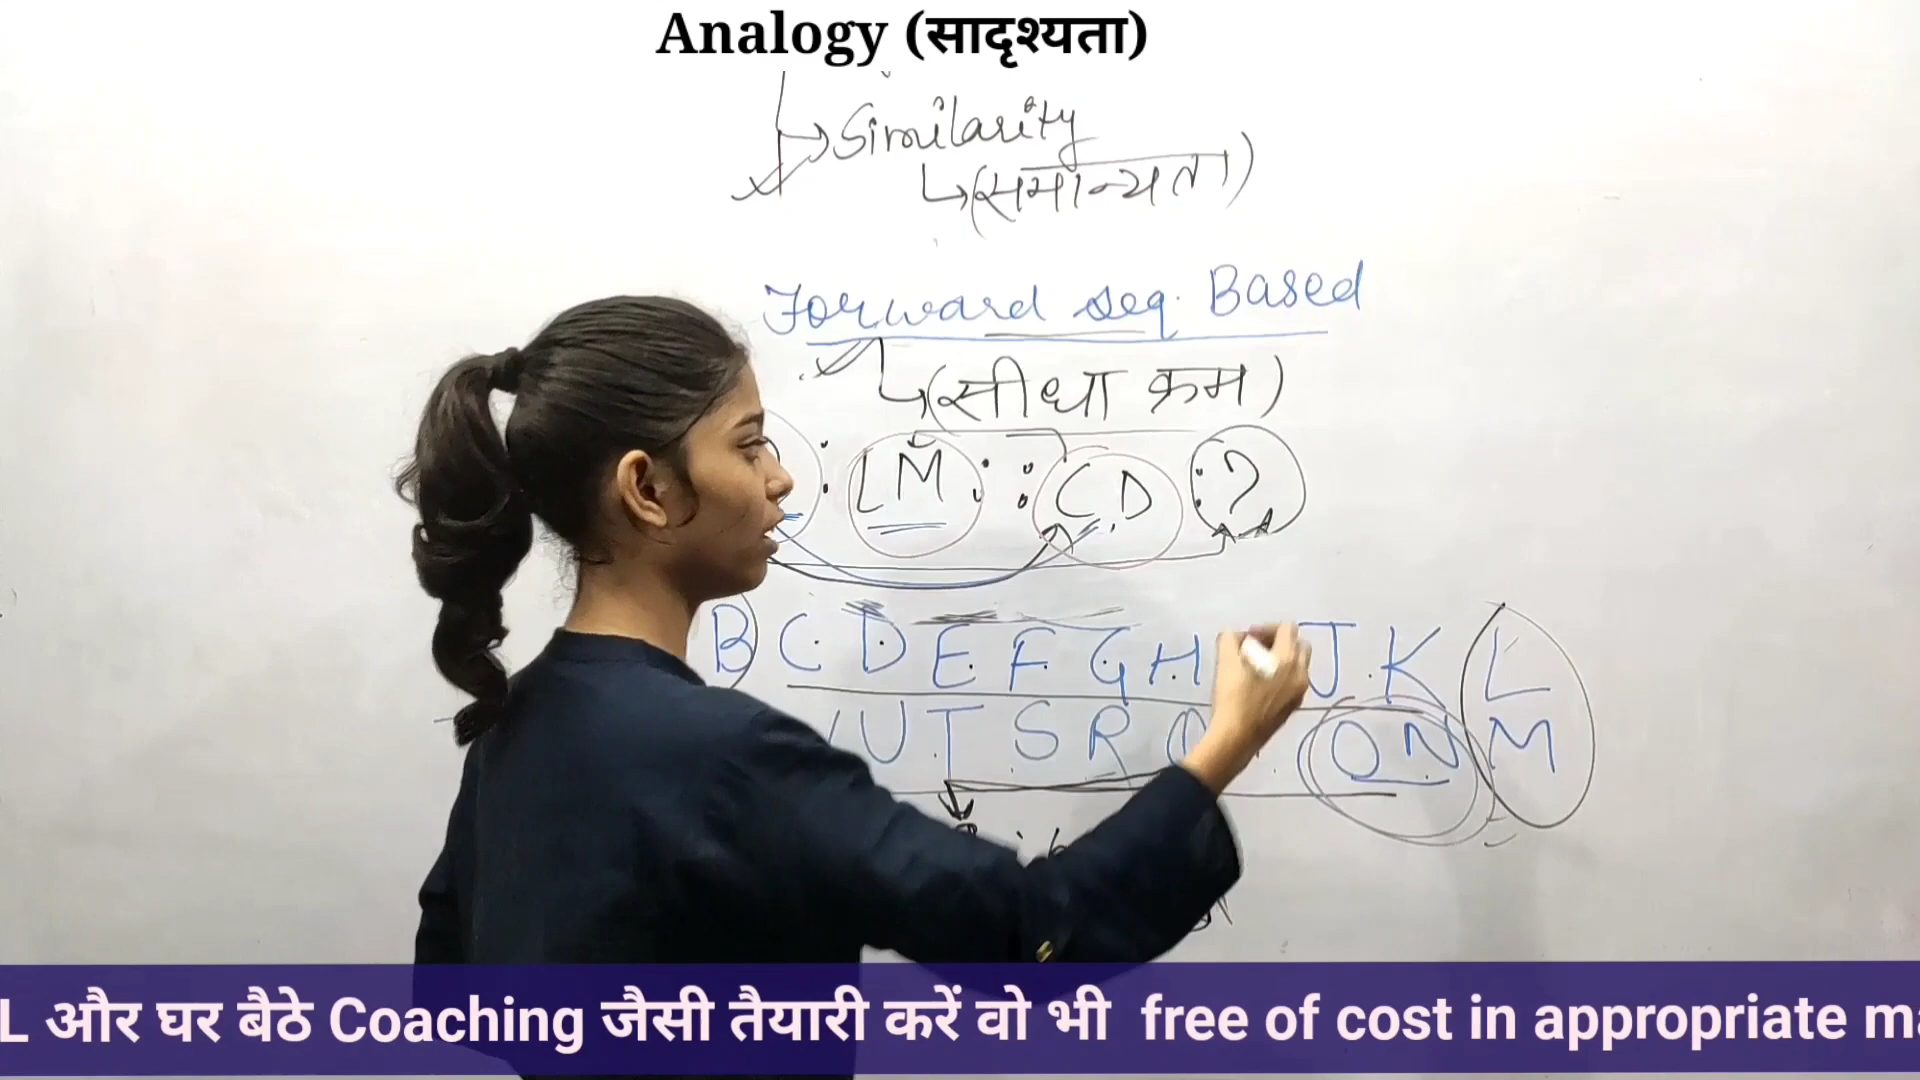 Analogy (सादृश्यता)
Similarity
(समान्यता)
Forward seq. Based
(सीधा क्रम)
: LM :: CD : ?
B C D E F G H J K L
U T S R Q O N M
L और घर बैठे Coaching जैसी तैयारी करें वो भी free of cost in appropriate ma